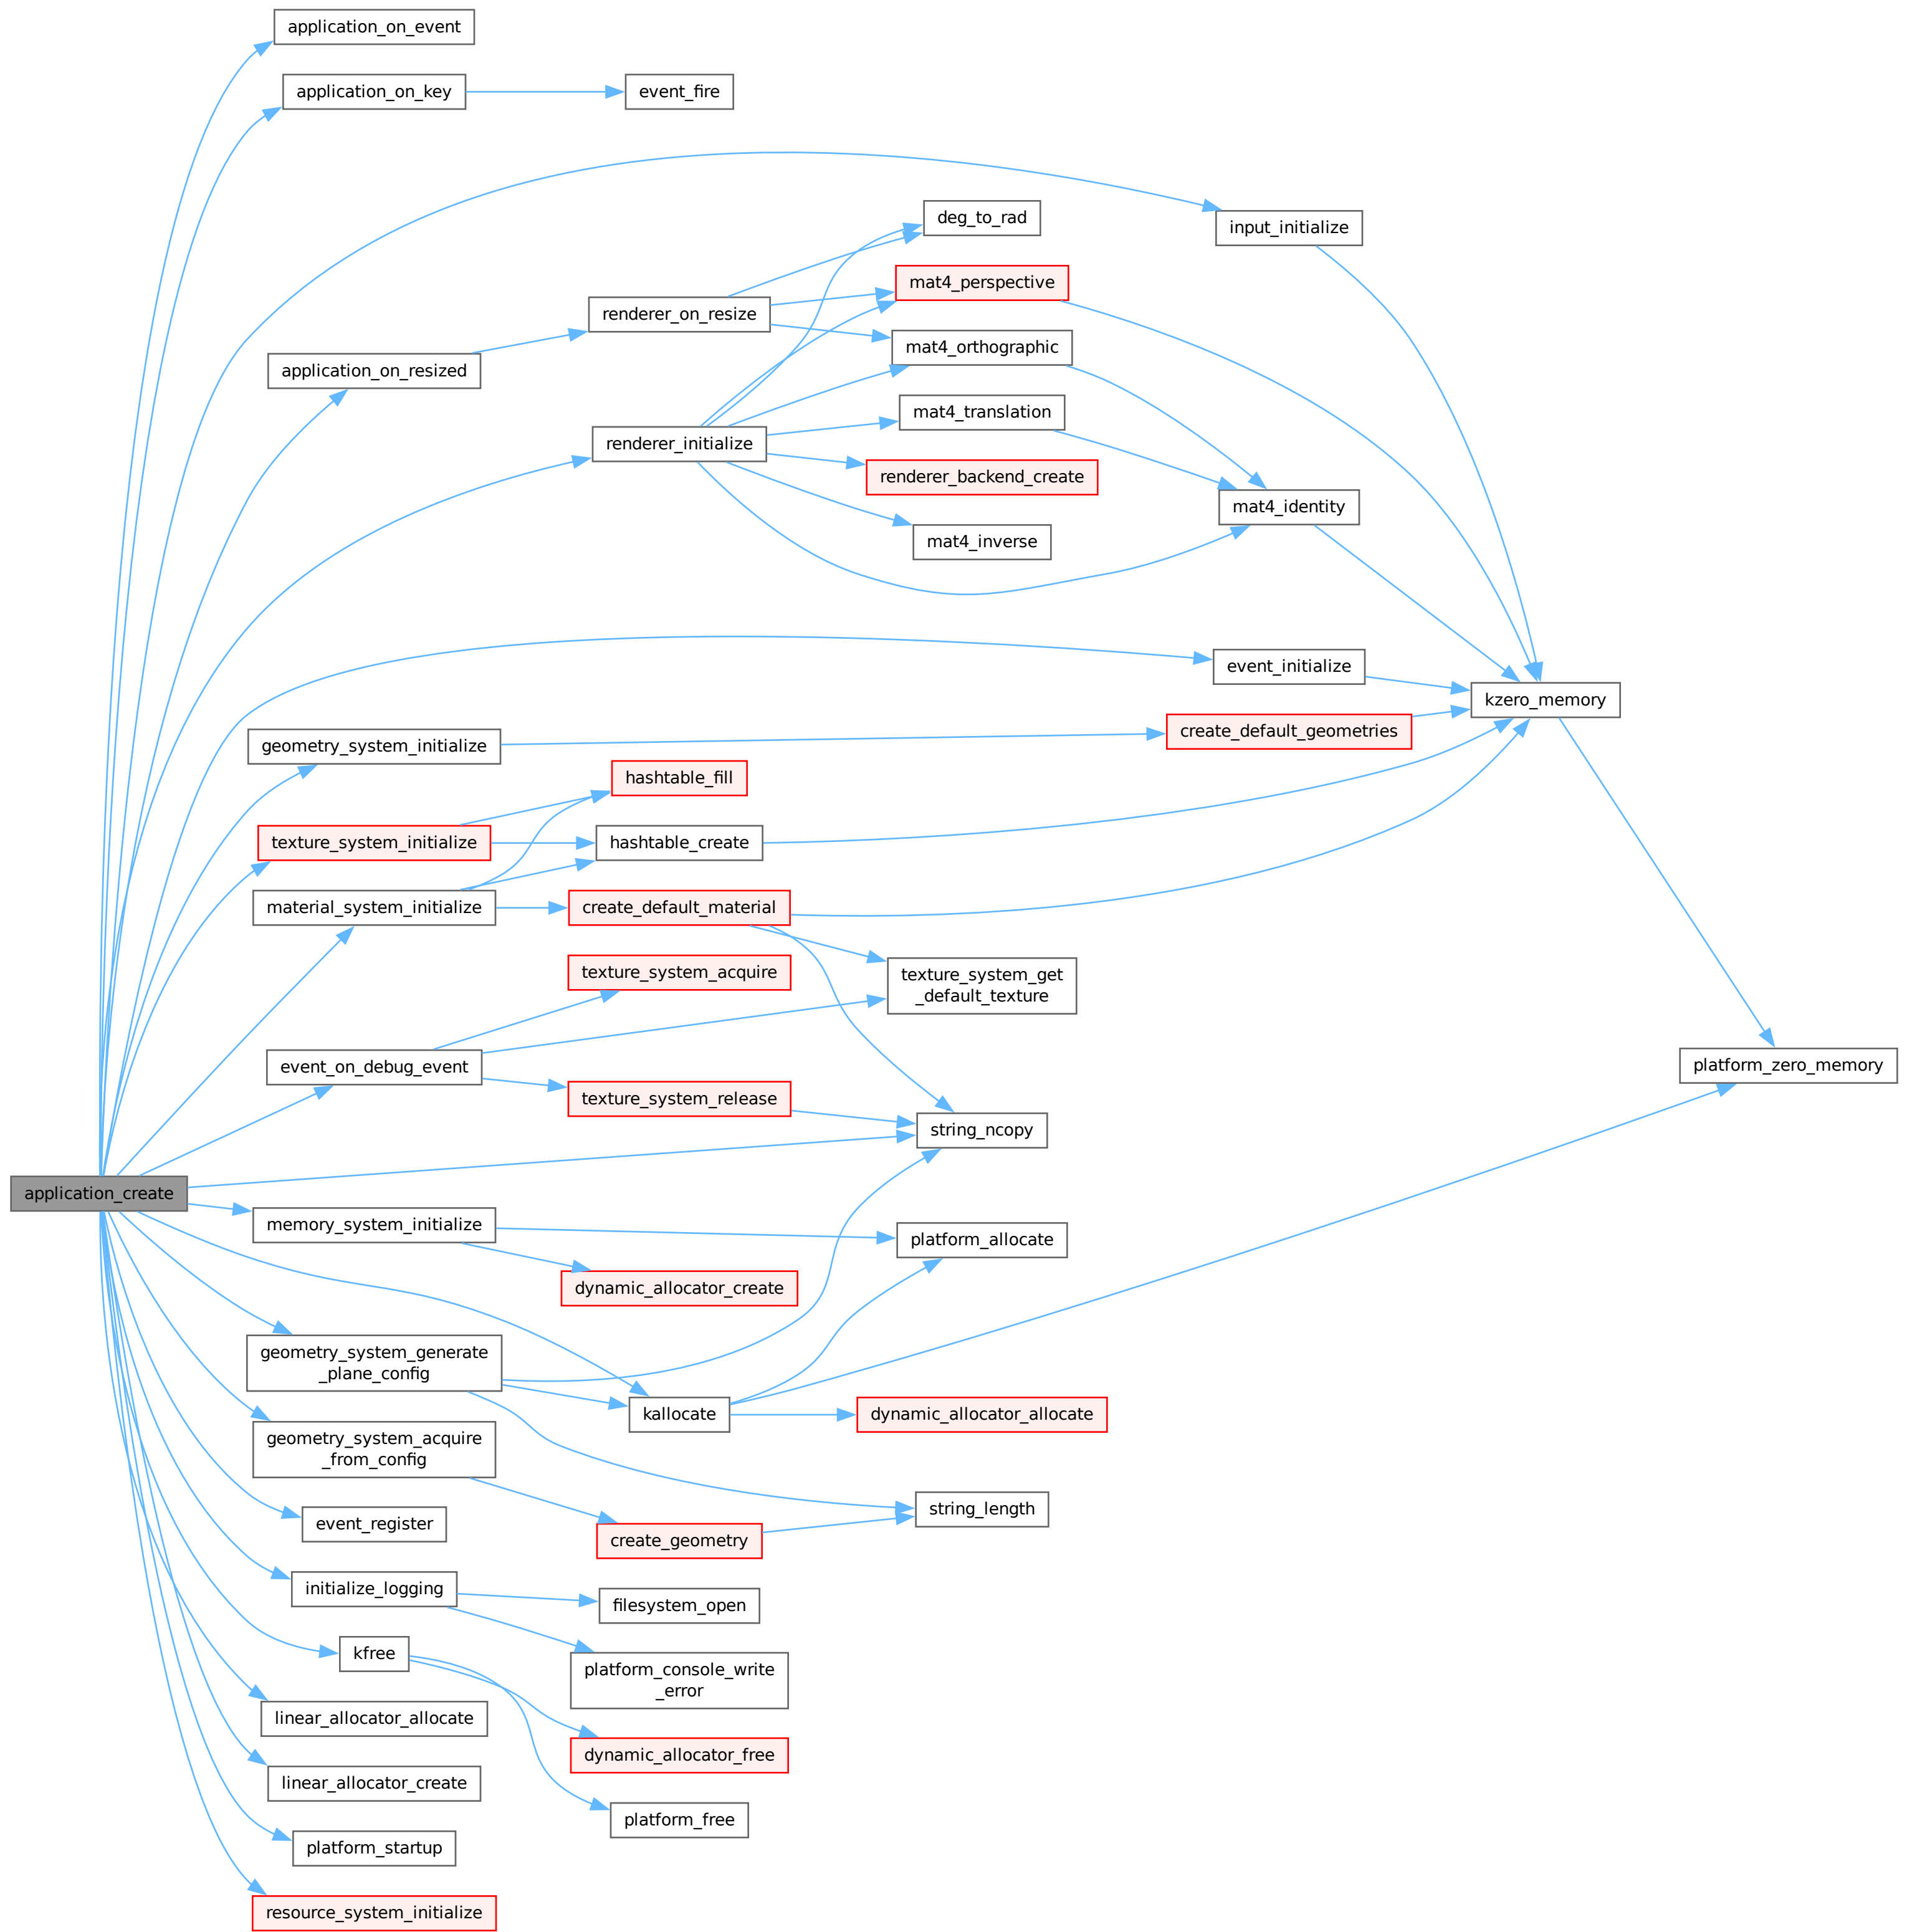 application_on_event
application_on_key
event_fire
deg_to_rad
input_initialize
mat4_perspective
renderer_on_resize
mat4_orthographic
application_on_resized
mat4_translation
renderer_initialize
renderer_backend_create
mat4_identity
mat4_inverse
event_initialize
kzero_memory
create_default_geometries
geometry_system_initialize
hashtable_fill
texture_system_initialize
hashtable_create
material_system_initialize
create_default_material
texture_system_acquire
texture_system_get
_default_texture
event_on_debug_event
platform_zero_memory
texture_system_release
string_ncopy
application_create
memory_system_initialize
platform_allocate
dynamic_allocator_create
geometry_system_generate
_plane_config
kallocate
dynamic_allocator_allocate
geometry_system_acquire
_from_config
string_length
event_register
create_geometry
initialize_logging
filesystem_open
kfree
platform_console_write
_error
linear_allocator_allocate
dynamic_allocator_free
linear_allocator_create
platform_free
platform_startup
resource_system_initialize